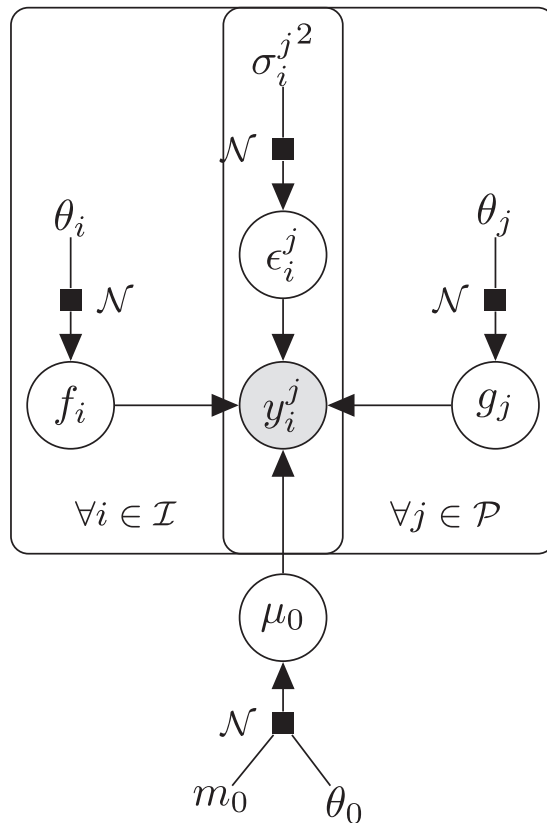 σ_i^{j 2}
𝒩
θ_i
ϵ_i^j
θ_j
𝒩
𝒩
f_i
y_i^j
g_j
∀i ∈ ℐ
∀j ∈ 𝒫
μ_0
𝒩
m_0
θ_0